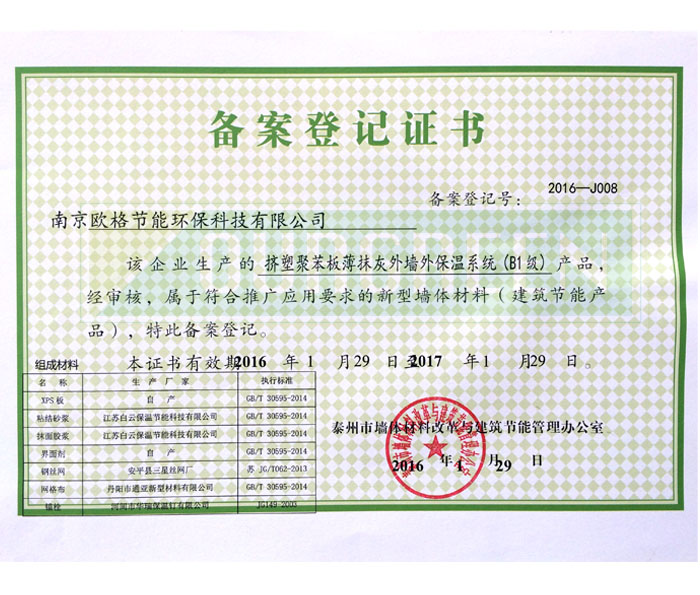 备案登记证书
备案登记号：2016—J008
南京欧格节能环保科技有限公司
该企业生产的 挤塑聚苯板薄抹灰外墙外保温系统(B1级) 产品，
经审核，属于符合推广应用要求的新型墙体材料（建筑节能产
品），特此备案登记。
本证书有效期2016 年1 月29 日至2017 年1 月29日。
组成材料
名 称 生 产 厂 家 执行标准
XPS板 自 产 GB/T 30595-2014
粘结砂浆 江苏白云保温节能科技有限公司 GB/T 30595-2014
抹面胶浆 江苏白云保温节能科技有限公司 GB/T 30595-2014
界面剂 自 产 GB/T 30595-2014
钢丝网 安平县三星丝网厂 苏 JG/T062-2013
网格布 丹阳市通亚新型材料有限公司 GB/T 30595-2014
锚栓 保温钉有限公司 JG149-2003
泰州市墙体材料改革与建筑节能管理办公室
2016 年1 月29 日